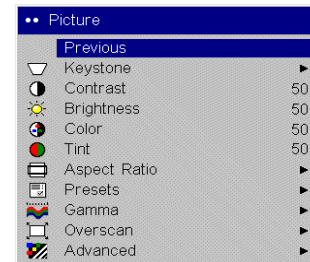 •• Picture
Previous
Keystone
Contrast 50
Brightness 50
Color 50
Tint 50
Aspect Ratio
Presets
Gamma
Overscan
Advanced